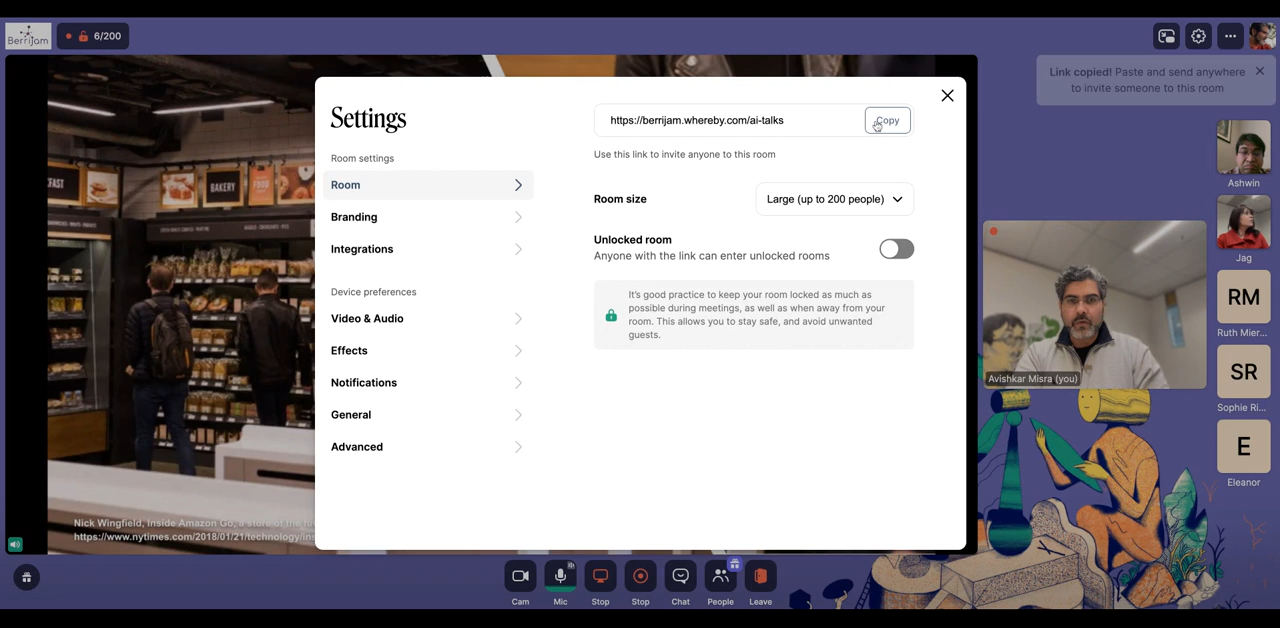 BerriJam
6/200
Link copied! Paste and send anywhere
to invite someone to this room
Settings
Room settings
Room
Branding
Integrations
Device preferences
Video & Audio
Effects
Notifications
General
Advanced
https://berrijam.whereby.com/ai-talks
Copy
Use this link to invite anyone to this room
Room size
Large (up to 200 people)
Unlocked room
Anyone with the link can enter unlocked rooms
It's good practice to keep your room locked as much as
possible during meetings, as well as when away from your
room. This allows you to stay safe, and avoid unwanted
guests.
BAKERY
FOOD
Nick Wingfield, Inside Amazon Go, a store of the
https://www.nytimes.com/2018/01/21/technology/
Avishkar Misra (you)
Ashwin
Jag
RM
Ruth Mier...
SR
Sophie Ri...
E
Eleanor
Cam
Mic
Stop
Stop
Chat
People
Leave